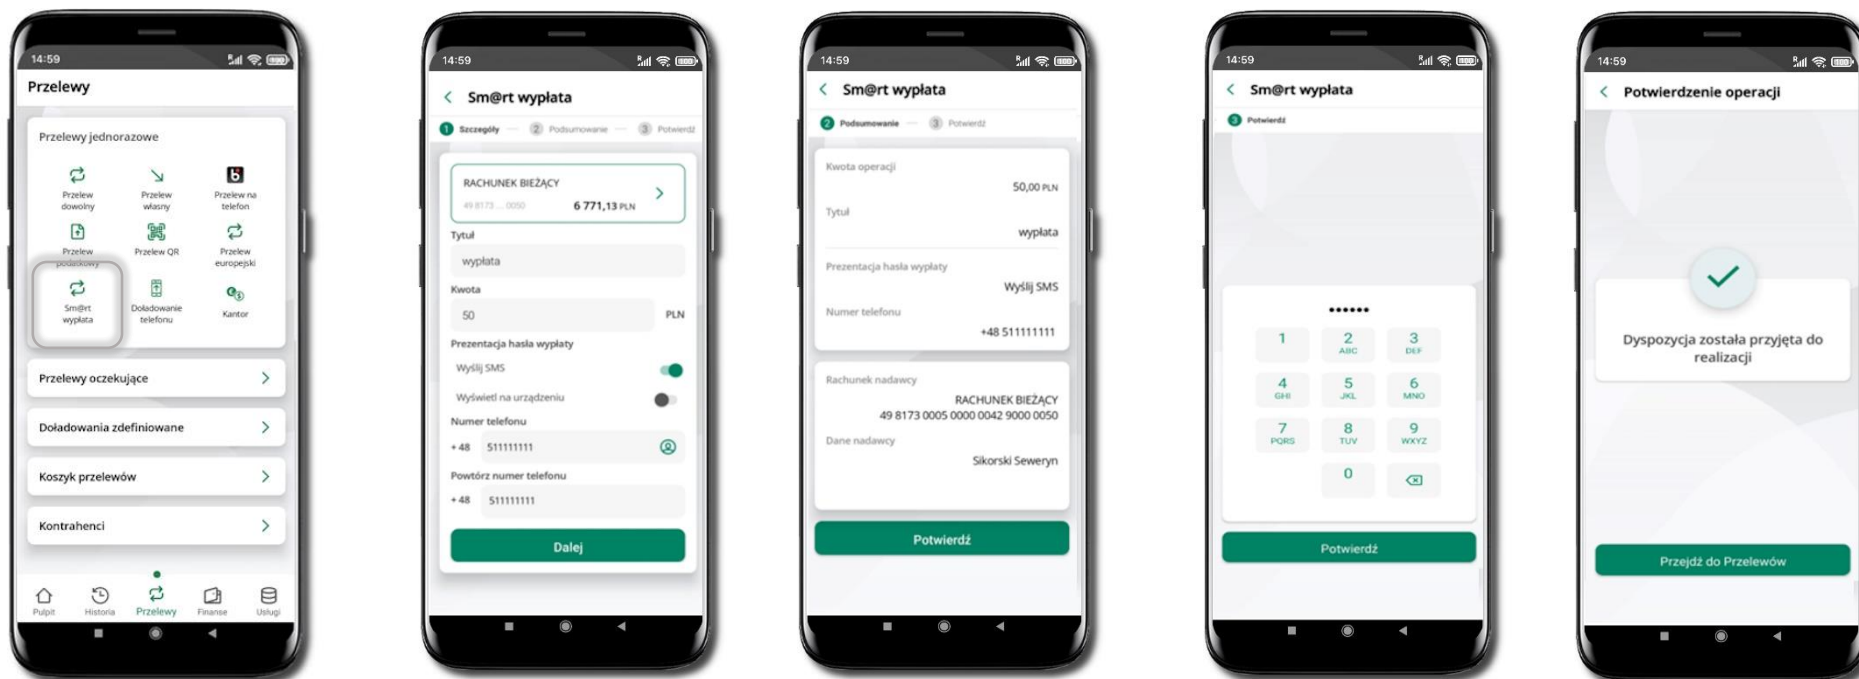 14:59
Przelewy
Przelewy jednorazowe
Przelew
dowolny
Przelew
własny
Przelew na
telefon
Przelew
podatkowy
Przelew QR
Przelew
europejski
Sm@rt
wypłata
Doładowanie
telefonu
Kantor
Przelewy oczekujące
Doładowania zdefiniowane
Koszyk przelewów
Kontrahenci
Pulpit
Historia
Przelewy
Finanse
Usługi
14:59
Sm@rt wypłata
1 Szczegóły 2 Podsumowanie 3 Potwierdź
RACHUNEK BIEŻĄCY
49 8173 ... 0050 6 771,13 PLN
Tytuł
wypłata
Kwota
50 PLN
Prezentacja hasła wypłaty
Wyślij SMS
Wyświetl na urządzeniu
Numer telefonu
+ 48 511111111
Powtórz numer telefonu
+ 48 511111111
Dalej
14:59
Sm@rt wypłata
2 Podsumowanie 3 Potwierdź
Kwota operacji
50,00 PLN
Tytuł
wypłata
Prezentacja hasła wypłaty
Wyślij SMS
Numer telefonu
+48 511111111
Rachunek nadawcy
RACHUNEK BIEŻĄCY
49 8173 0005 0000 0042 9000 0050
Dane nadawcy
Sikorski Seweryn
Potwierdź
14:59
Sm@rt wypłata
3 Potwierdź
••••••
1 2 3
ABC DEF
4 5 6
GHI JKL MNO
7 8 9
PQRS TUV WXYZ
0
Potwierdź
14:59
Potwierdzenie operacji
Dyspozycja została przyjęta do
realizacji
Przejdź do Przelewów